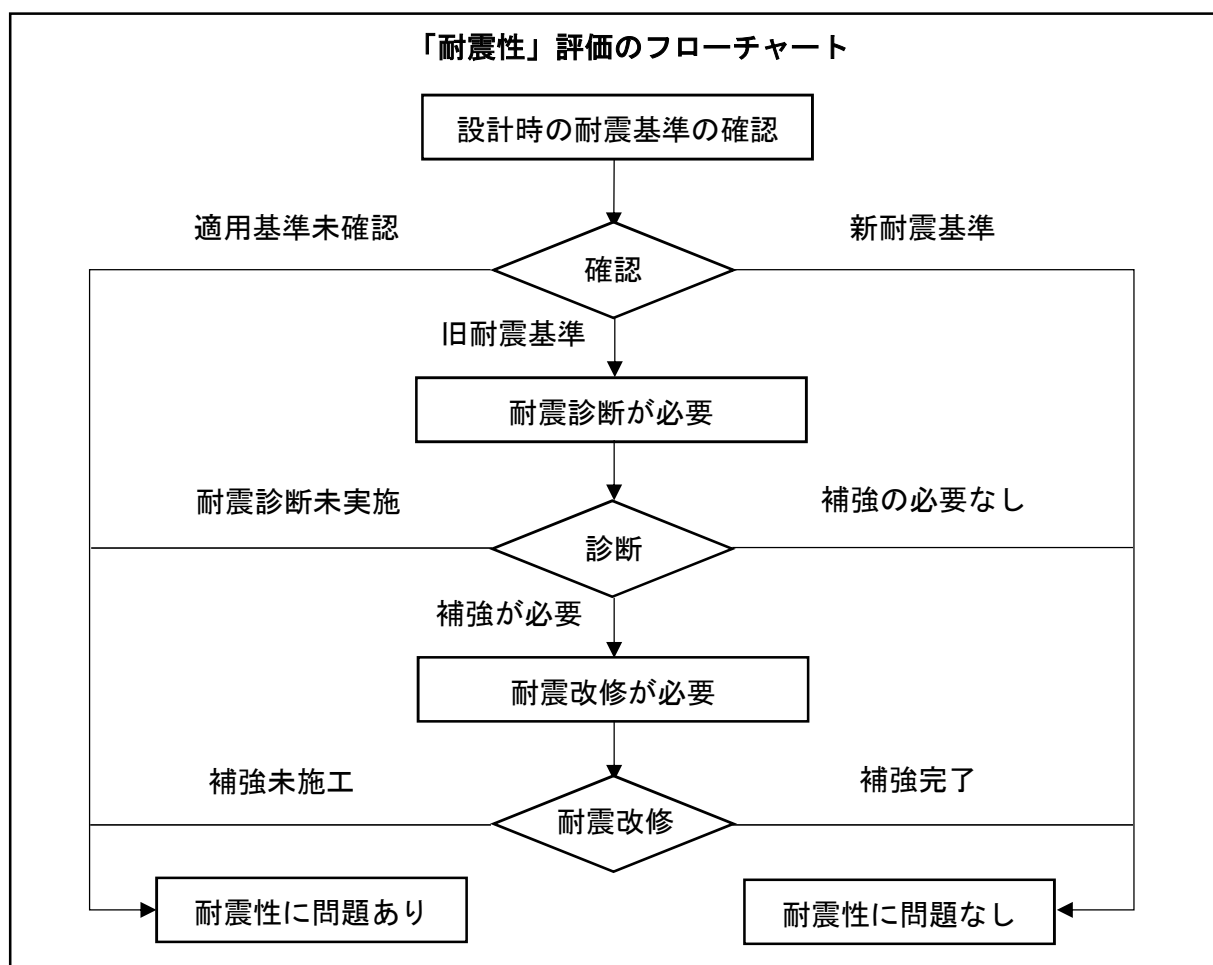 「耐震性」評価のフローチャート
設計時の耐震基準の確認
適用基準未確認
新耐震基準
確認
旧耐震基準
耐震診断が必要
耐震診断未実施
補強の必要なし
診断
補強が必要
耐震改修が必要
補強未施工
補強完了
耐震改修
耐震性に問題あり
耐震性に問題なし